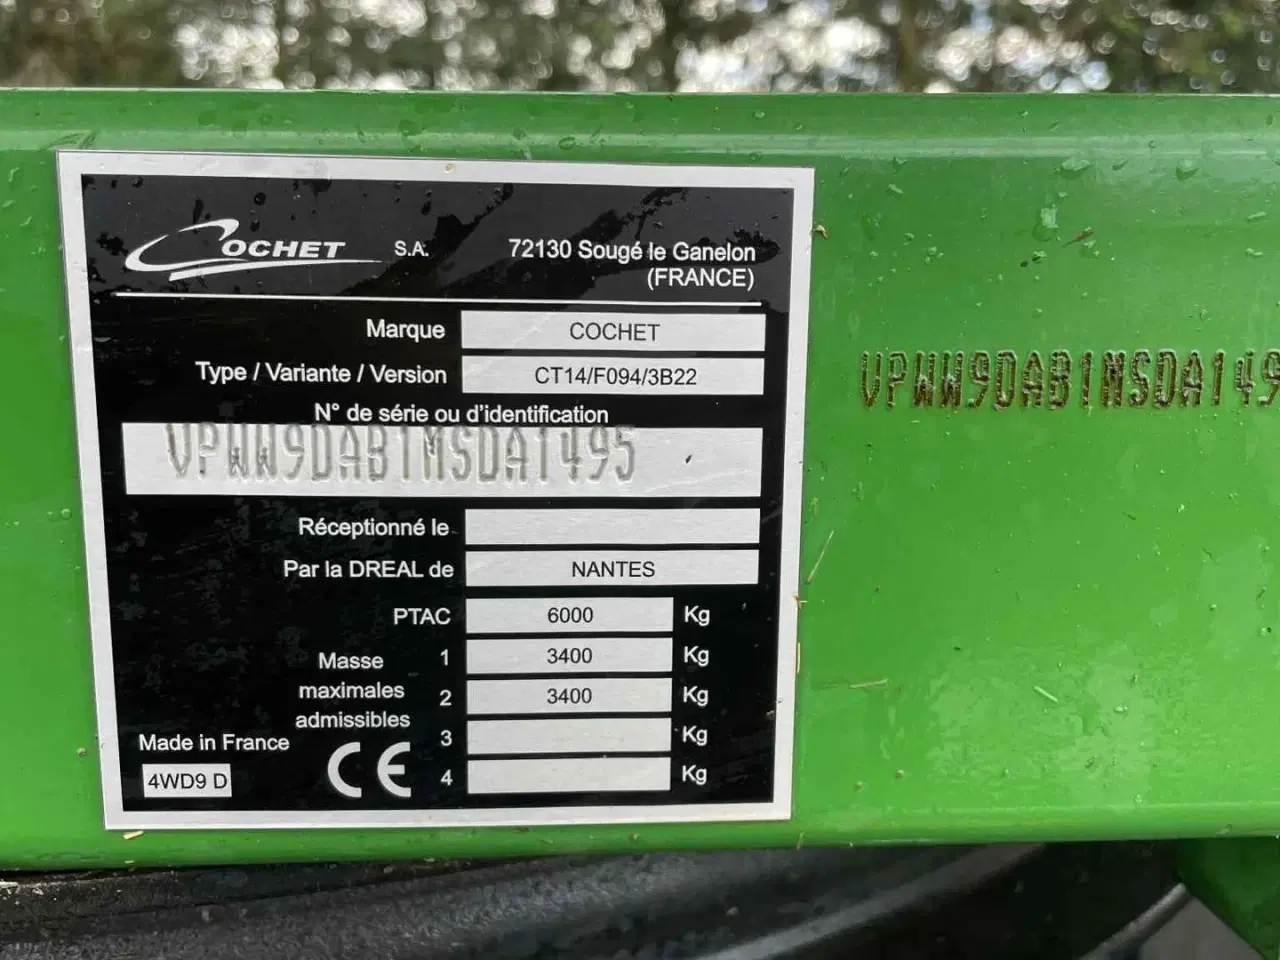 COCHET S.A. 72130 Sougé le Ganelon
(FRANCE)
Marque COCHET
Type / Variante / Version CT14/F094/3B22
N° de série ou d'identification
VPWW9DAB1MSDA1495
Réceptionné le
Par la DREAL de NANTES
PTAC 6000 Kg
Masse maximales admissibles
1 3400 Kg
2 3400 Kg
3 Kg
4 Kg
Made in France
4WD9 D
CE
VPWW9DAB1MSDA149